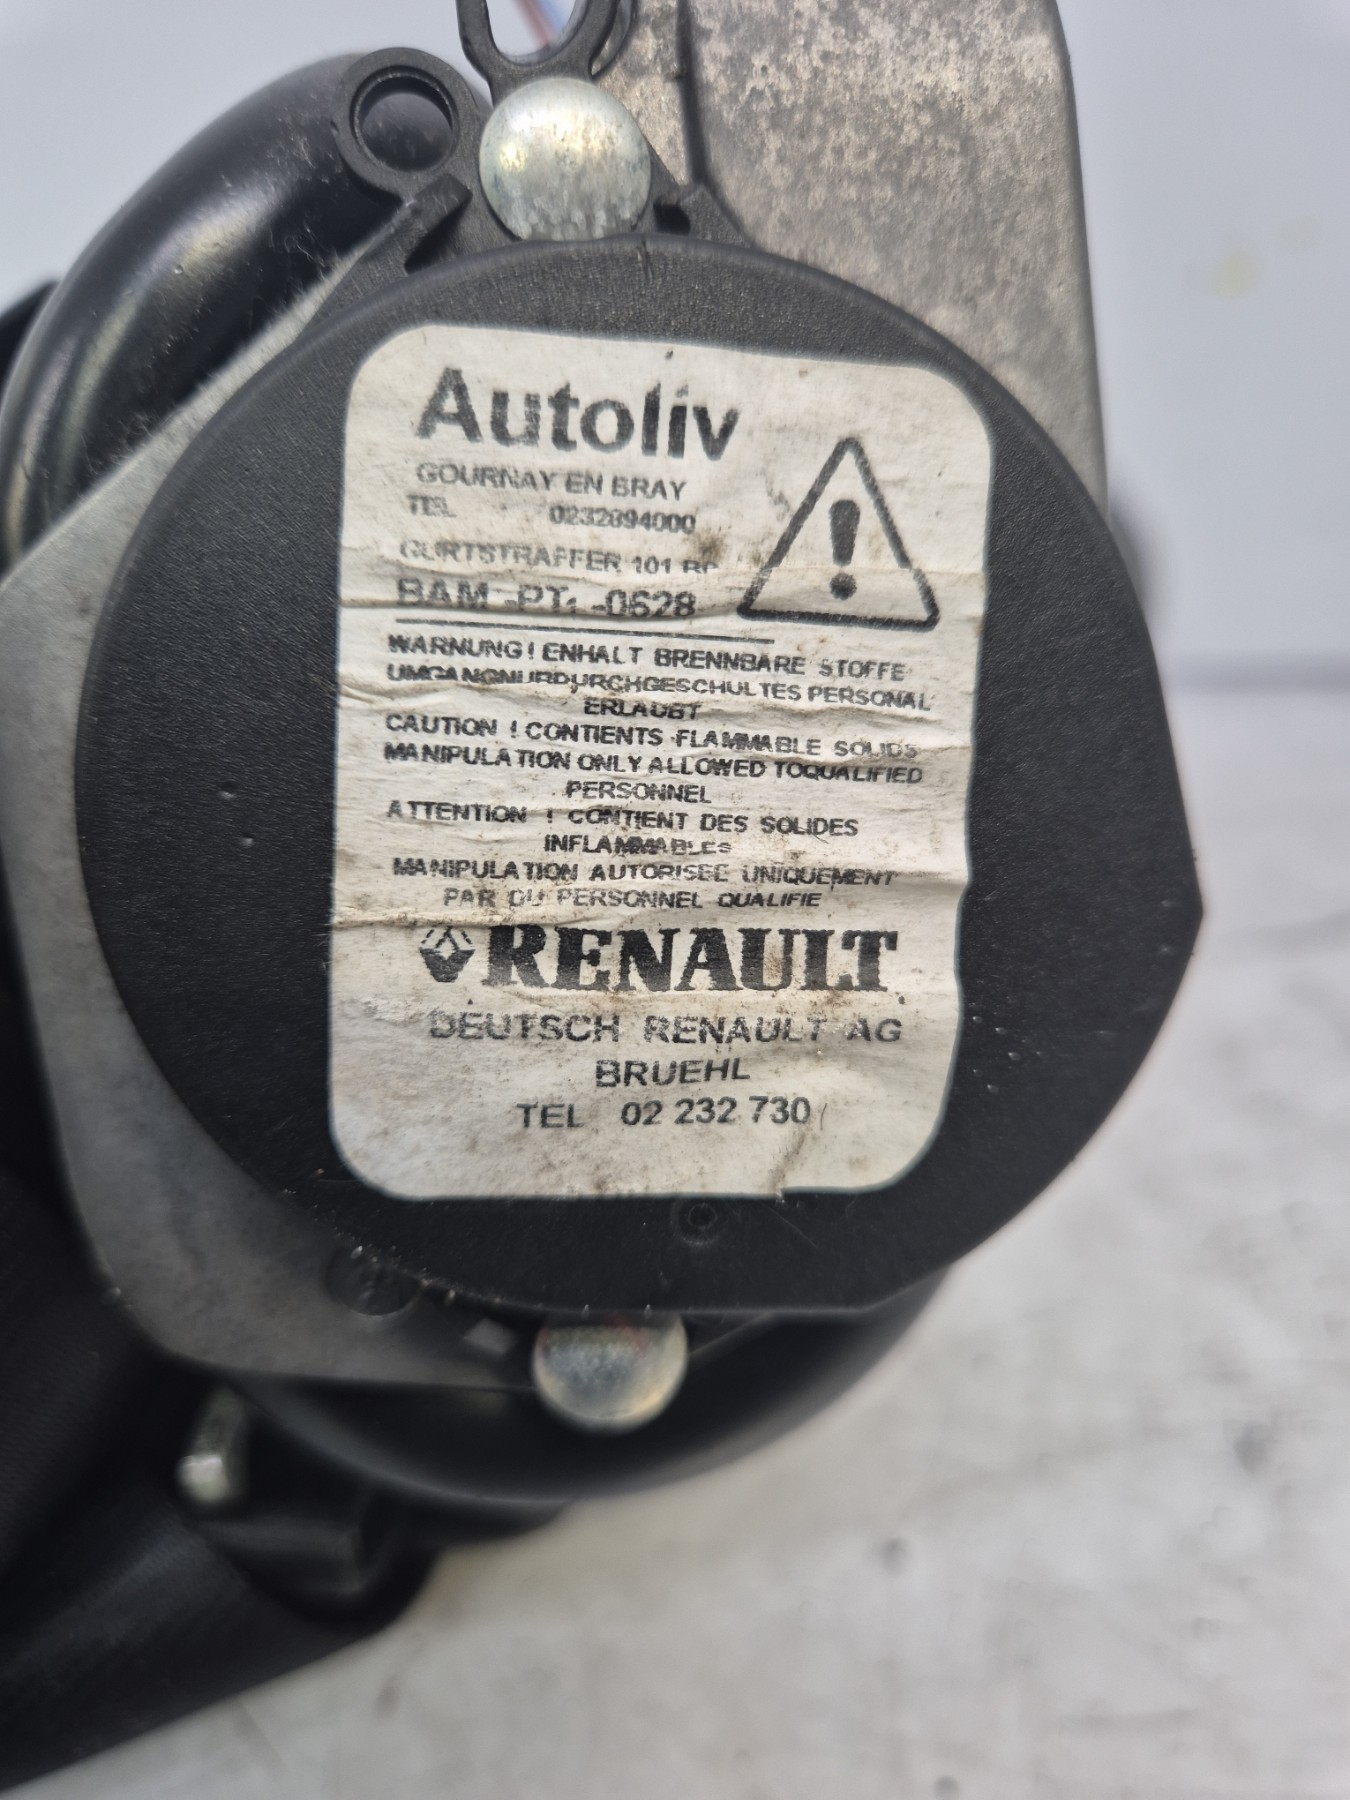 Autoliv
GOURNAY EN BRAY
TEL 0232894000
GURTSTRAFFER 101 RP
BAM -PT1 -0628
WARNUNG! ENHALT BRENNBARE STOFFE
UMGANGNURDURCHGESCHULTES PERSONAL
ERLAUBT
CAUTION ! CONTIENTS FLAMMABLE SOLIDS
MANIPULATION ONLY ALLOWED TOQUALIFIED
PERSONNEL
ATTENTION ! CONTIENT DES SOLIDES
INFLAMMABLES
MANIPULATION AUTORISEE UNIQUEMENT
PAR DU PERSONNEL QUALIFIE
RENAULT
DEUTSCH RENAULT AG
BRUEHL
TEL 02 232 730